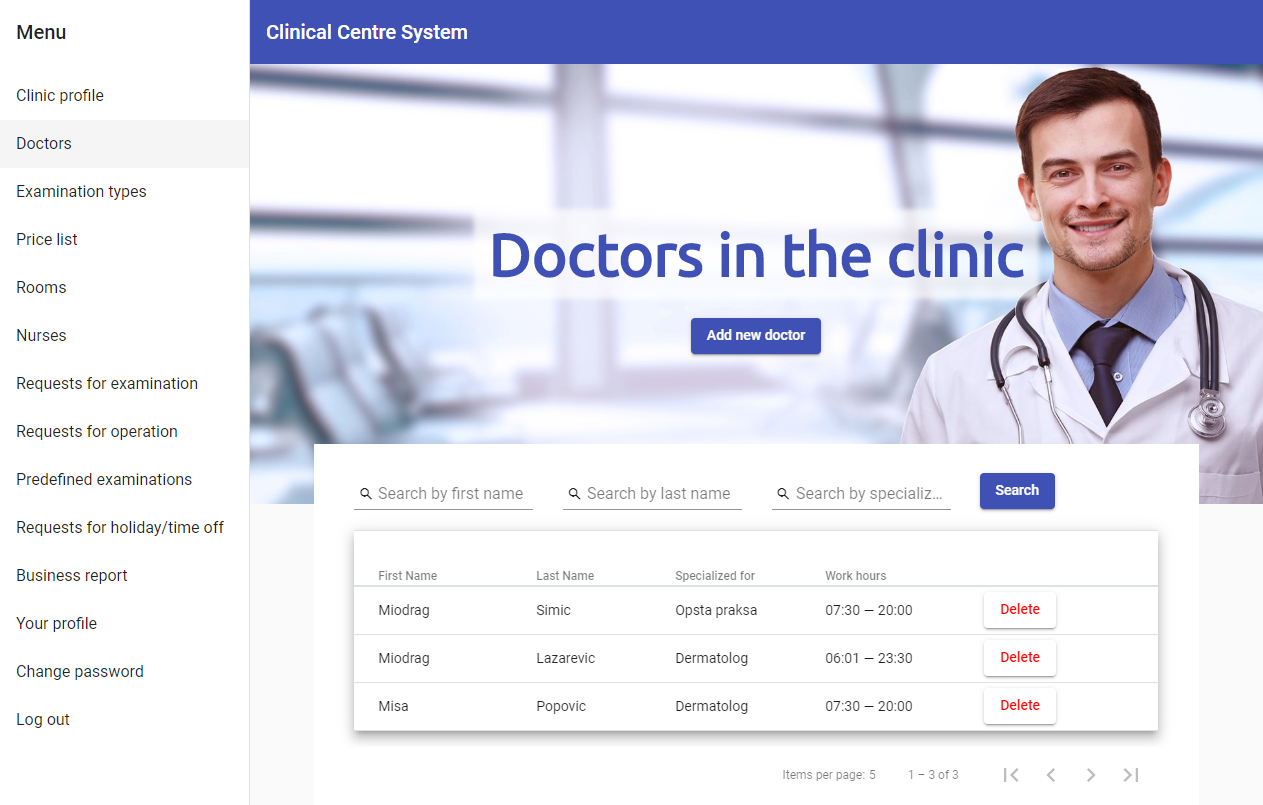 Menu
Clinical Centre System
Clinic profile
Doctors
Examination types
Price list
Rooms
Nurses
Requests for examination
Requests for operation
Predefined examinations
Requests for holiday/time off
Business report
Your profile
Change password
Log out
Doctors in the clinic
Add new doctor
Search by first name
Search by last name
Search by specializ...
Search
First Name Last Name Specialized for Work hours
Miodrag Simic Opsta praksa 07:30 — 20:00 Delete
Miodrag Lazarevic Dermatolog 06:01 — 23:30 Delete
Misa Popovic Dermatolog 07:30 — 20:00 Delete
Items per page: 5 1 – 3 of 3